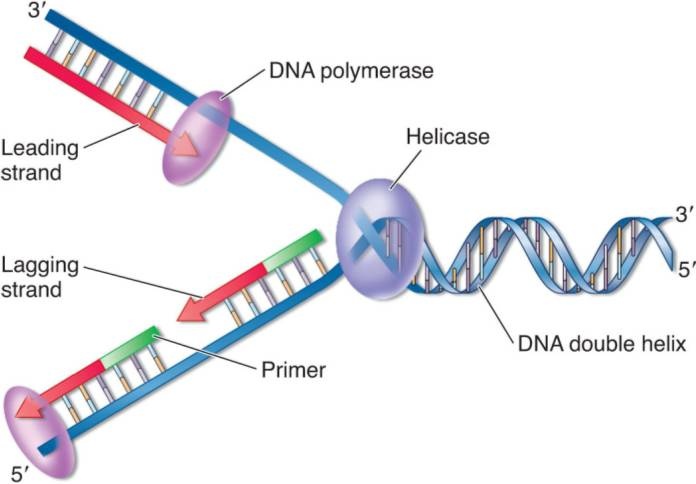 3′
DNA polymerase
Leading
strand
Helicase
3′
5′
Lagging
strand
DNA double helix
Primer
5′